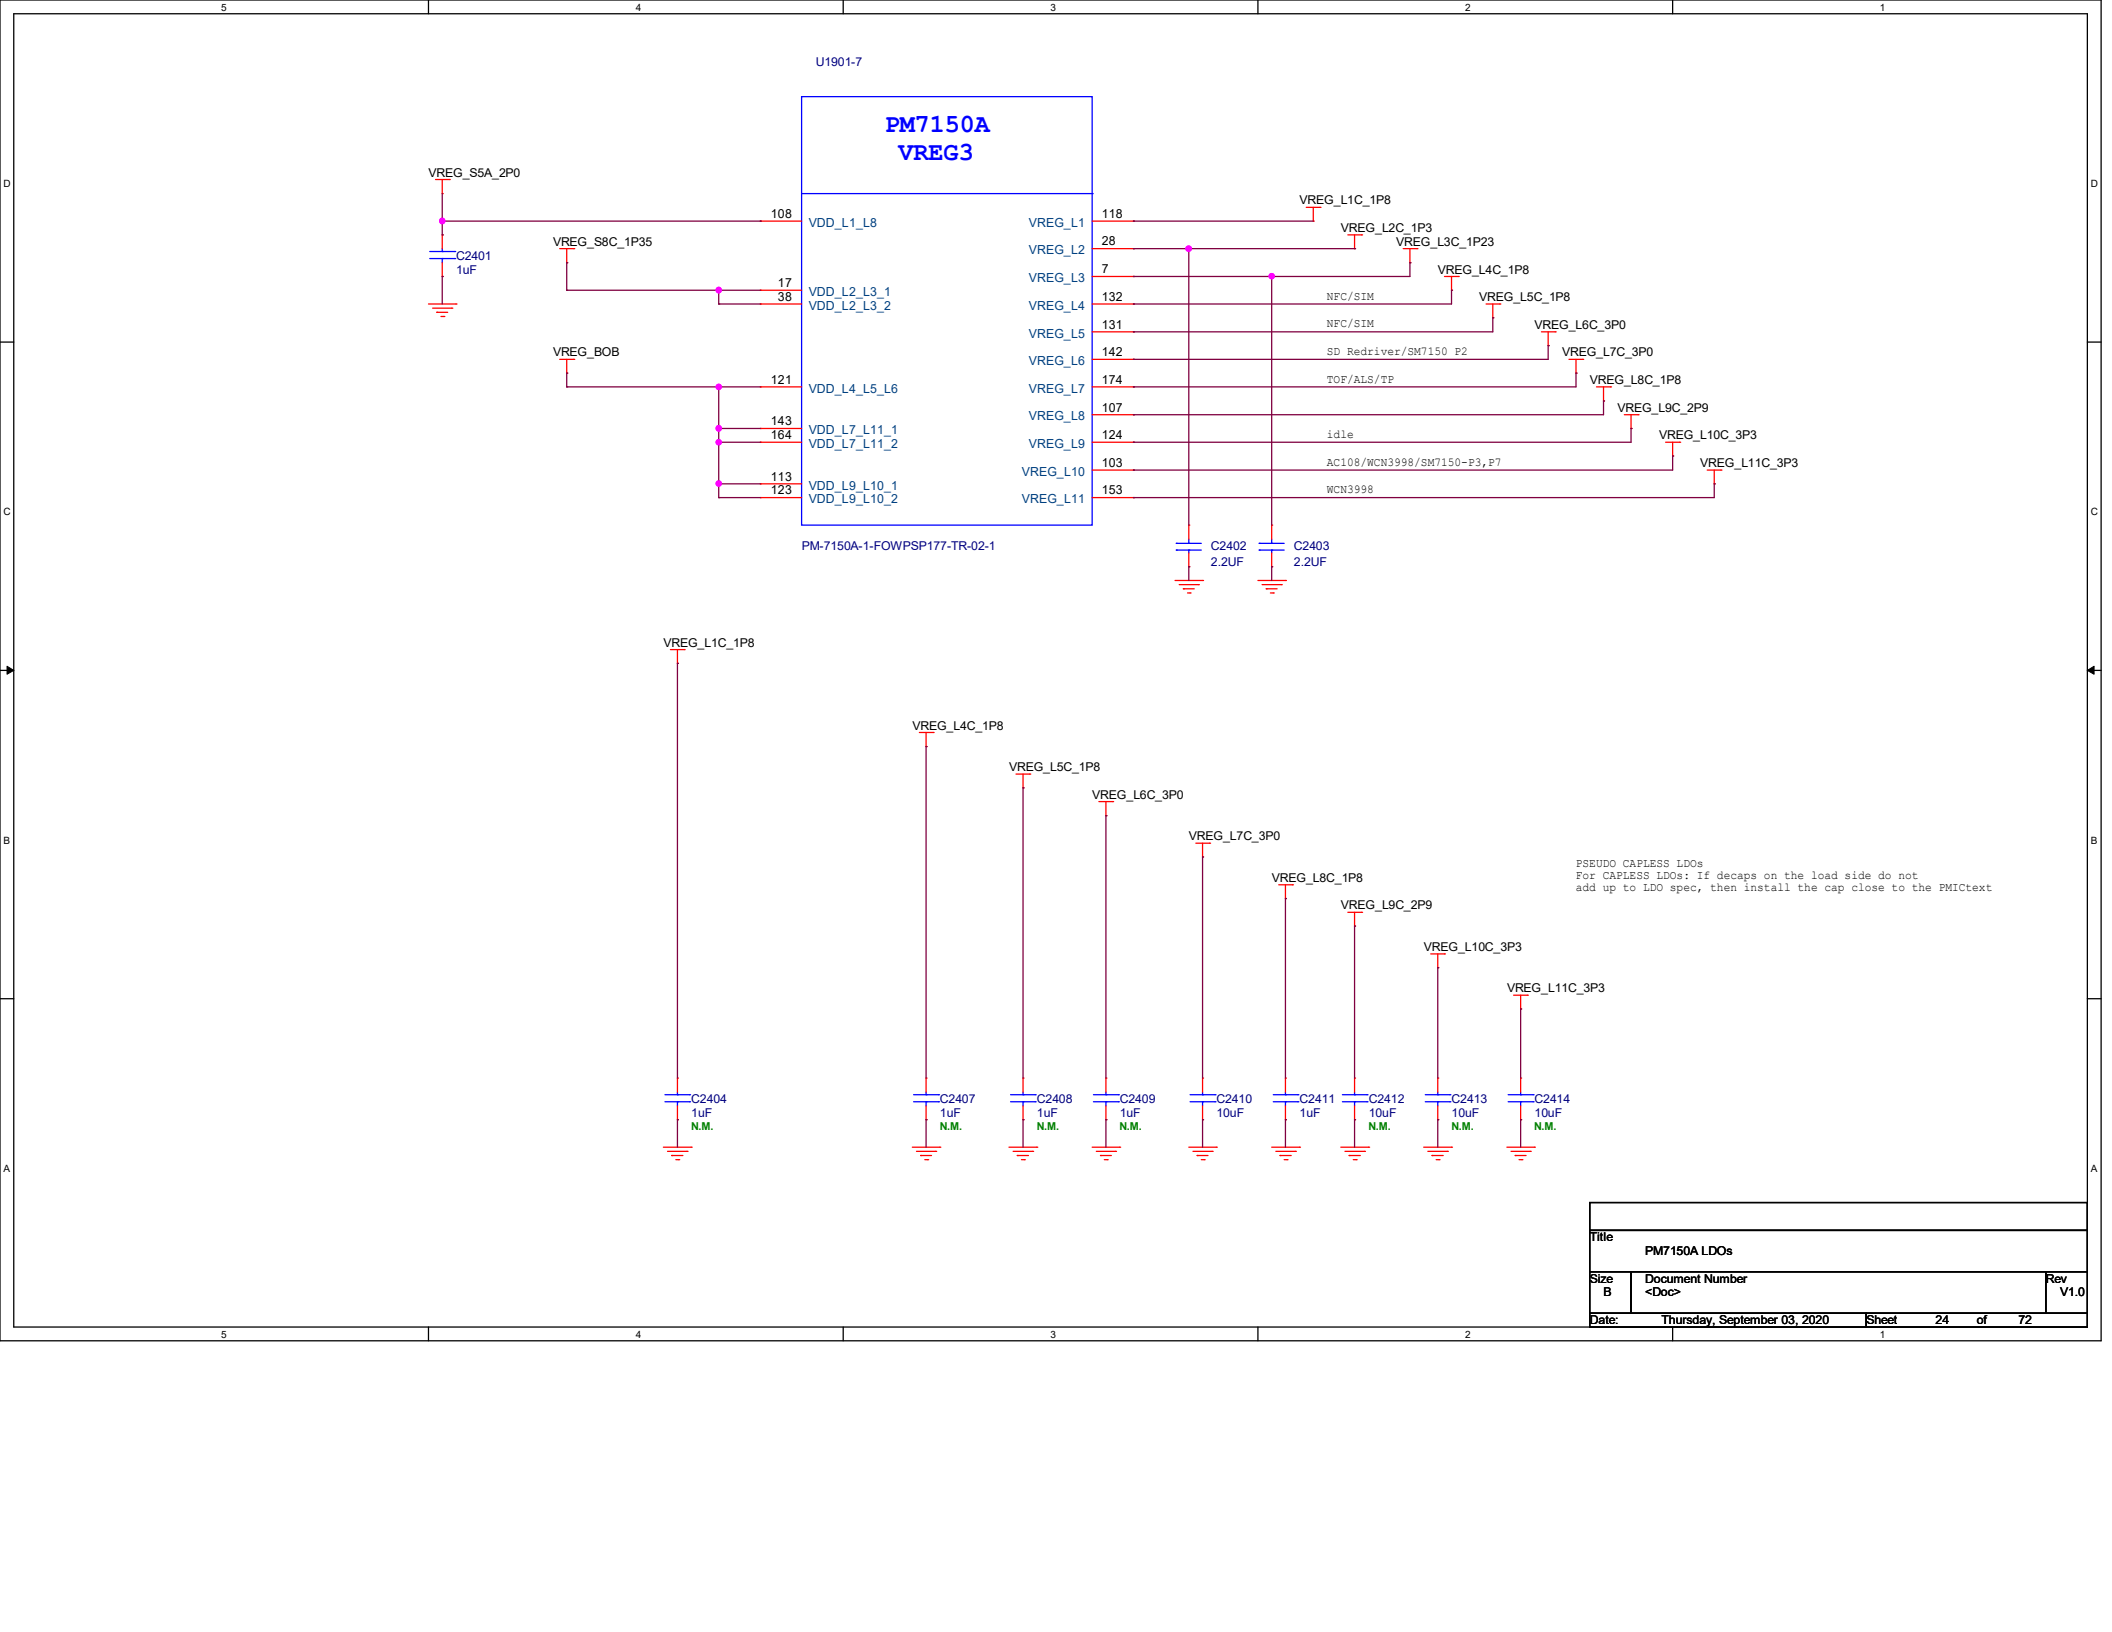 5 4 3 2 1
U1901-7
PM7150A
VREG3
VREG_S5A_2P0
D D
108 VDD_L1_L8 VREG_L1 118 VREG_L1C_1P8
VREG_S8C_1P35
C2401
1uF
VREG_L2 28 VREG_L2C_1P3
VREG_L3 7 VREG_L3C_1P23
17 VDD_L2_L3_1
38 VDD_L2_L3_2
VREG_L4 132 NFC/SIM VREG_L4C_1P8
VREG_L5 131 NFC/SIM VREG_L5C_1P8
VREG_BOB
VREG_L6 142 SD Redriver/SM7150 P2 VREG_L6C_3P0
121 VDD_L4_L5_L6 VREG_L7 174 TOF/ALS/TP VREG_L7C_3P0
VREG_L8 107 VREG_L8C_1P8
143 VDD_L7_L11_1
164 VDD_L7_L11_2
VREG_L9 124 idle VREG_L9C_2P9
VREG_L10 103 AC108/WCN3998/SM7150-P3,P7 VREG_L10C_3P3
113 VDD_L9_L10_1
123 VDD_L9_L10_2
VREG_L11 153 WCN3998 VREG_L11C_3P3
C C
PM-7150A-1-FOWPSP177-TR-02-1
C2402 C2403
2.2UF 2.2UF
VREG_L1C_1P8
VREG_L4C_1P8
VREG_L5C_1P8
VREG_L6C_3P0
VREG_L7C_3P0
B B
PSEUDO CAPLESS LDOs
For CAPLESS LDOs: If decaps on the load side do not
add up to LDO spec, then install the cap close to the PMICtext
VREG_L8C_1P8
VREG_L9C_2P9
VREG_L10C_3P3
VREG_L11C_3P3
C2404 C2407 C2408 C2409 C2410 C2411 C2412 C2413 C2414
1uF 1uF 1uF 1uF 10uF 1uF 10uF 10uF 10uF
N.M. N.M. N.M. N.M. N.M. N.M. N.M.
A A
Title
PM7150A LDOs
Size Document Number Rev
B <Doc> V1.0
Date: Thursday, September 03, 2020 Sheet 24 of 72
5 4 3 2 1